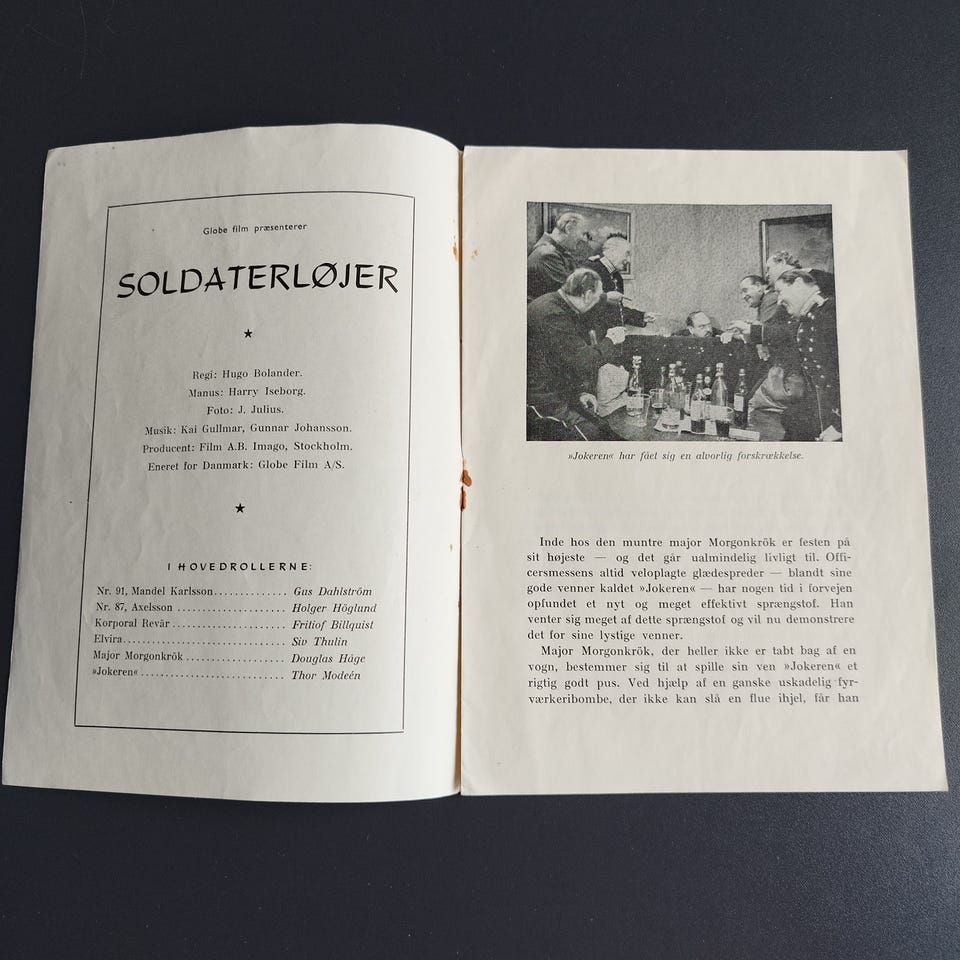 Globe film præsenterer
SOLDATERLØJER
★
Regi: Hugo Bolander.
Manus: Harry Iseborg.
Foto: J. Julius.
Musik: Kai Gullmar, Gunnar Johansson.
Producent: Film A.B. Imago, Stockholm.
Eneret for Danmark: Globe Film A/S.
★
I HOVEDROLLERNE:
Nr. 91, Mandel Karlsson.............. Gus Dahlström
Nr. 87, Axelsson ..................... Holger Höglund
Korporal Revär ...................... Fritiof Billquist
Elvira................................ Siv Thulin
Major Morgonkrök ................... Douglas Håge
»Jokeren« ............................ Thor Modeén
»Jokeren« har fået sig en alvorlig forskrækkelse.
Inde hos den muntre major Morgonkrök er festen på
sit højeste — og det går ualmindelig livligt til. Offi-
cersmessens altid veloplagte glædespreder — blandt sine
gode venner kaldet »Jokeren« — har nogen tid i forvejen
opfundet et nyt og meget effektivt sprængstof. Han
venter sig meget af dette sprængstof og vil nu demonstrere
det for sine lystige venner.
Major Morgonkrök, der heller ikke er tabt bag af en
vogn, bestemmer sig til at spille sin ven »Jokeren« et
rigtig godt pus. Ved hjælp af en ganske uskadelig fyr-
værkeribombe, der ikke kan slå en flue ihjel, får han